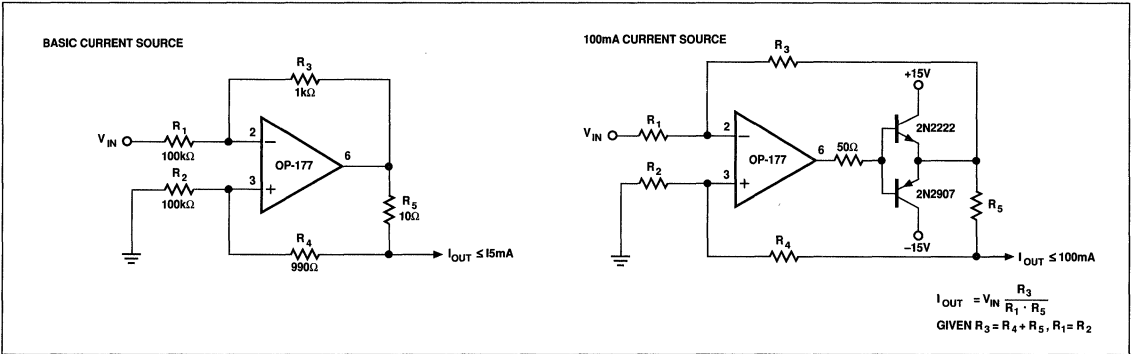 BASIC CURRENT SOURCE
R3
1kΩ
R1
VIN
100kΩ
2
−
OP-177
6
R2
100kΩ
3
+
R5
10Ω
R4
990Ω
IOUT ≤ I5mA
100mA CURRENT SOURCE
R3
+15V
R1
VIN
2
−
2N2222
OP-177
6
50Ω
R2
3
+
2N2907
R5
R4
−15V
IOUT ≤ 100mA
IOUT = VIN R3 / R1 · R5
GIVEN R3 = R4 + R5, R1 = R2